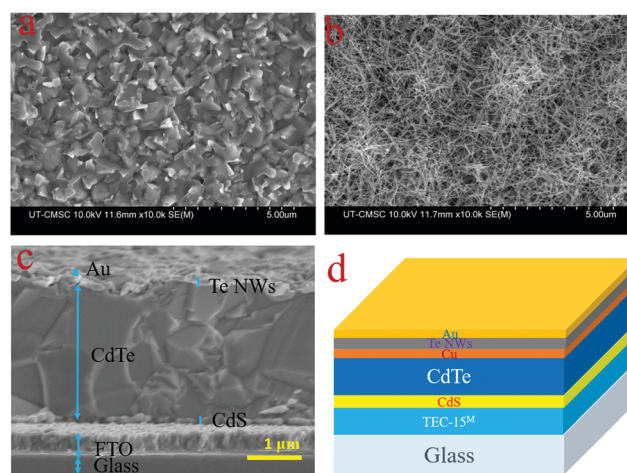 a
UT-CMSC 10.0kV 11.6mm x10.0k SE(M) 5.00um
b
UT-CMSC 10.0kV 11.7mm x10.0k SE(M) 5.00um
c
Au
Te NWs
CdTe
CdS
FTO
Glass
1 μm
d
Au
Te NWs
Cu
CdTe
CdS
TEC-15ᴹ
Glass